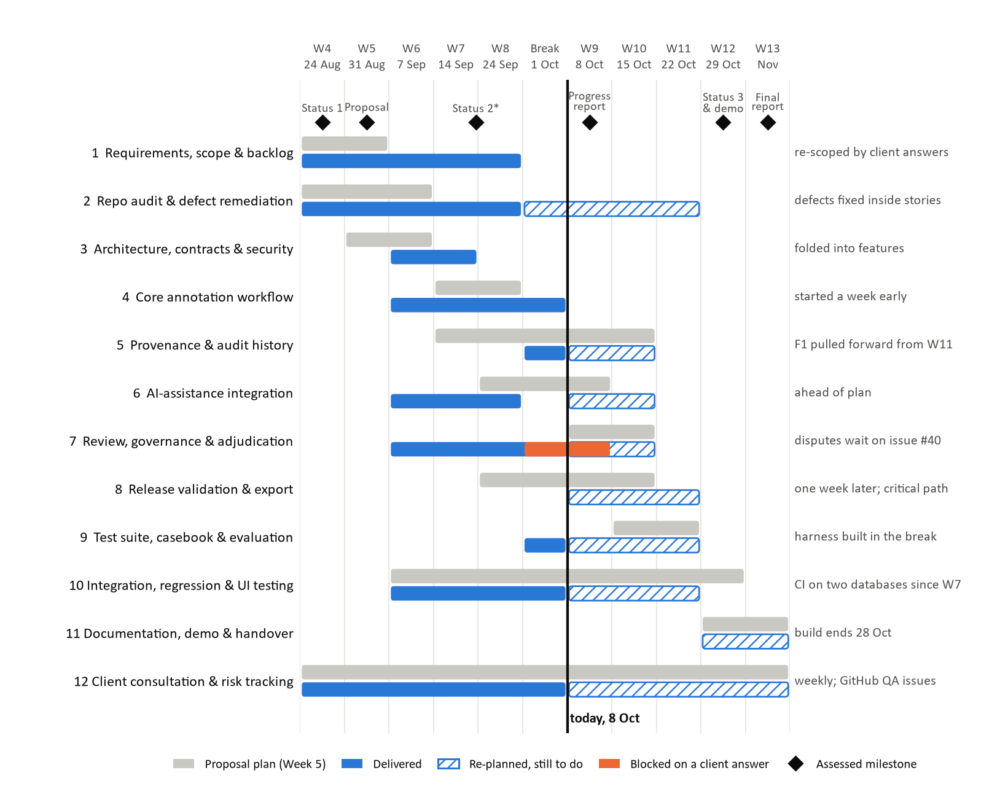 W4 W5 W6 W7 W8 Break W9 W10 W11 W12 W13
24 Aug 31 Aug 7 Sep 14 Sep 24 Sep 1 Oct 8 Oct 15 Oct 22 Oct 29 Oct Nov
Status 1 Proposal Status 2* Progress report Status 3 & demo Final report
1 Requirements, scope & backlog re-scoped by client answers
2 Repo audit & defect remediation defects fixed inside stories
3 Architecture, contracts & security folded into features
4 Core annotation workflow started a week early
5 Provenance & audit history F1 pulled forward from W11
6 AI-assistance integration ahead of plan
7 Review, governance & adjudication disputes wait on issue #40
8 Release validation & export one week later; critical path
9 Test suite, casebook & evaluation harness built in the break
10 Integration, regression & UI testing CI on two databases since W7
11 Documentation, demo & handover build ends 28 Oct
12 Client consultation & risk tracking weekly; GitHub QA issues
today, 8 Oct
Proposal plan (Week 5) Delivered Re-planned, still to do Blocked on a client answer Assessed milestone